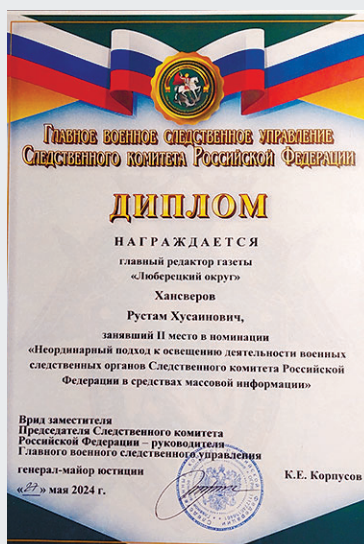 Главное военное следственное управление
Следственного комитета Российской Федерации
ДИПЛОМ
НАГРАЖДАЕТСЯ
главный редактор газеты
«Люберецкий округ»
Хансверов
Рустам Хусаинович,
занявший II место в номинации
«Неординарный подход к освещению деятельности военных
следственных органов Следственного комитета Российской
Федерации в средствах массовой информации»
Врид заместителя
Председателя Следственного комитета
Российской Федерации – руководителя
Главного военного следственного управления
генерал-майор юстиции
К.Е. Корпусов
«27» мая 2024 г.